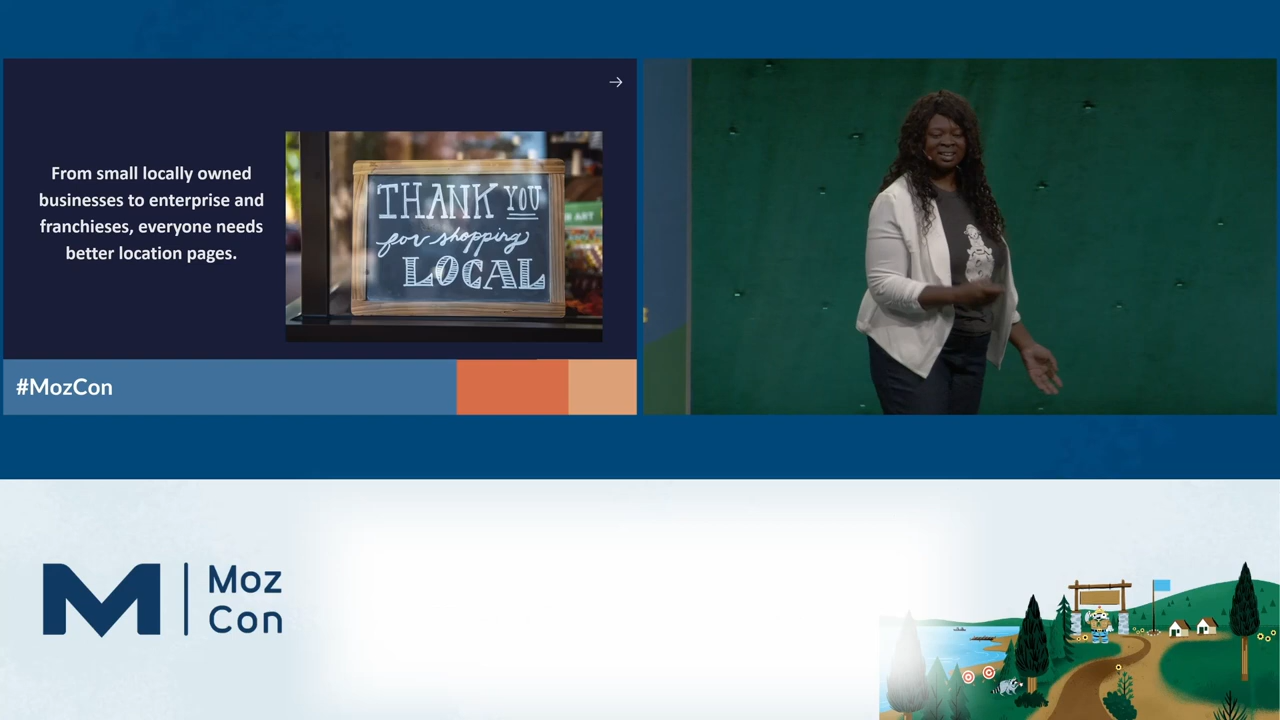 From small locally owned
businesses to enterprise and
franchieses, everyone needs
better location pages.
THANK YOU
for shopping
LOCAL
#MozCon
M
Moz
Con